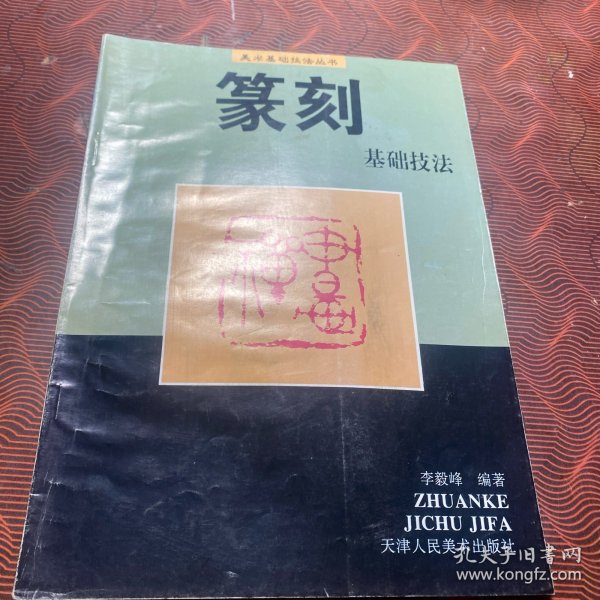 美术基础技法丛书
篆刻
基础技法
李毅峰 编著
ZHUANKE
JICHU JIFA
天津人民美术出版社
孔夫子旧书网
www.kongfz.com